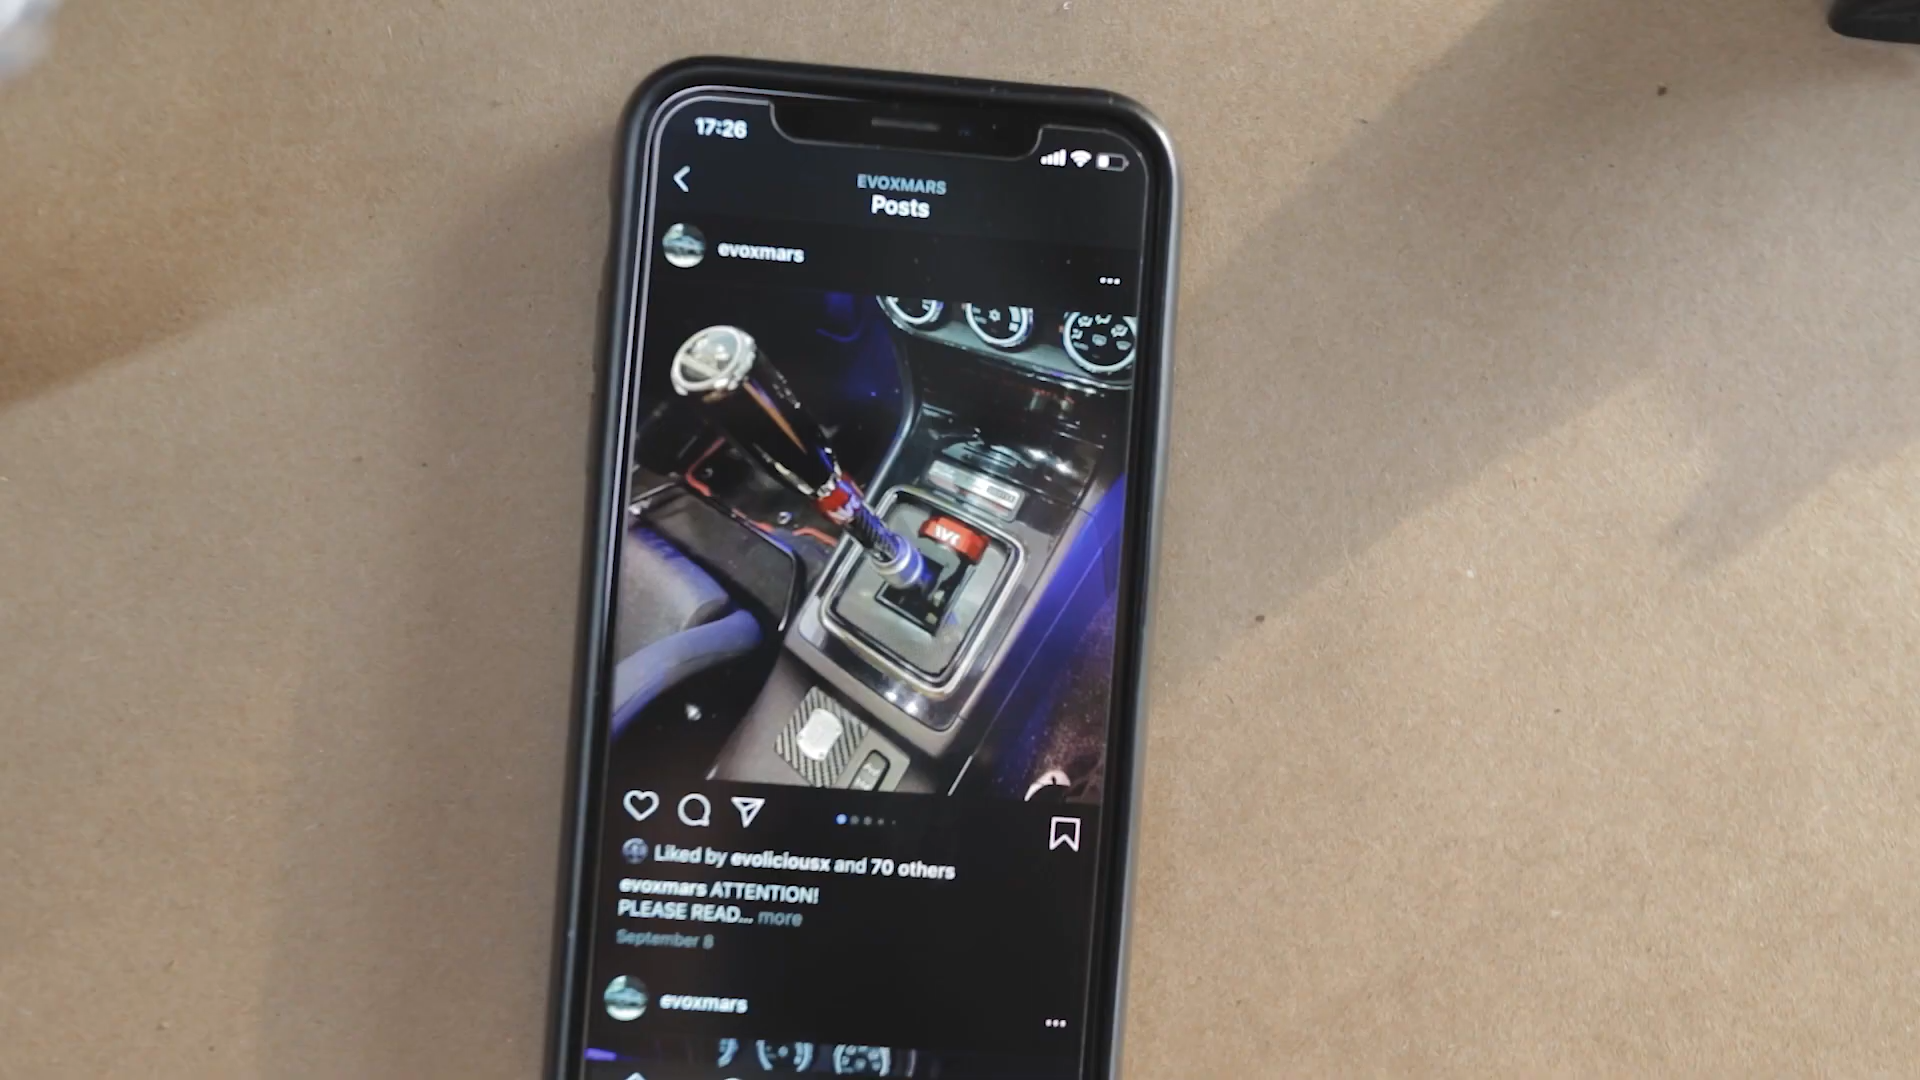 17:26
EVOXMARS
Posts
evoxmars
Liked by evoliciousx and 70 others
evoxmars ATTENTION!
PLEASE READ... more
September 8
evoxmars